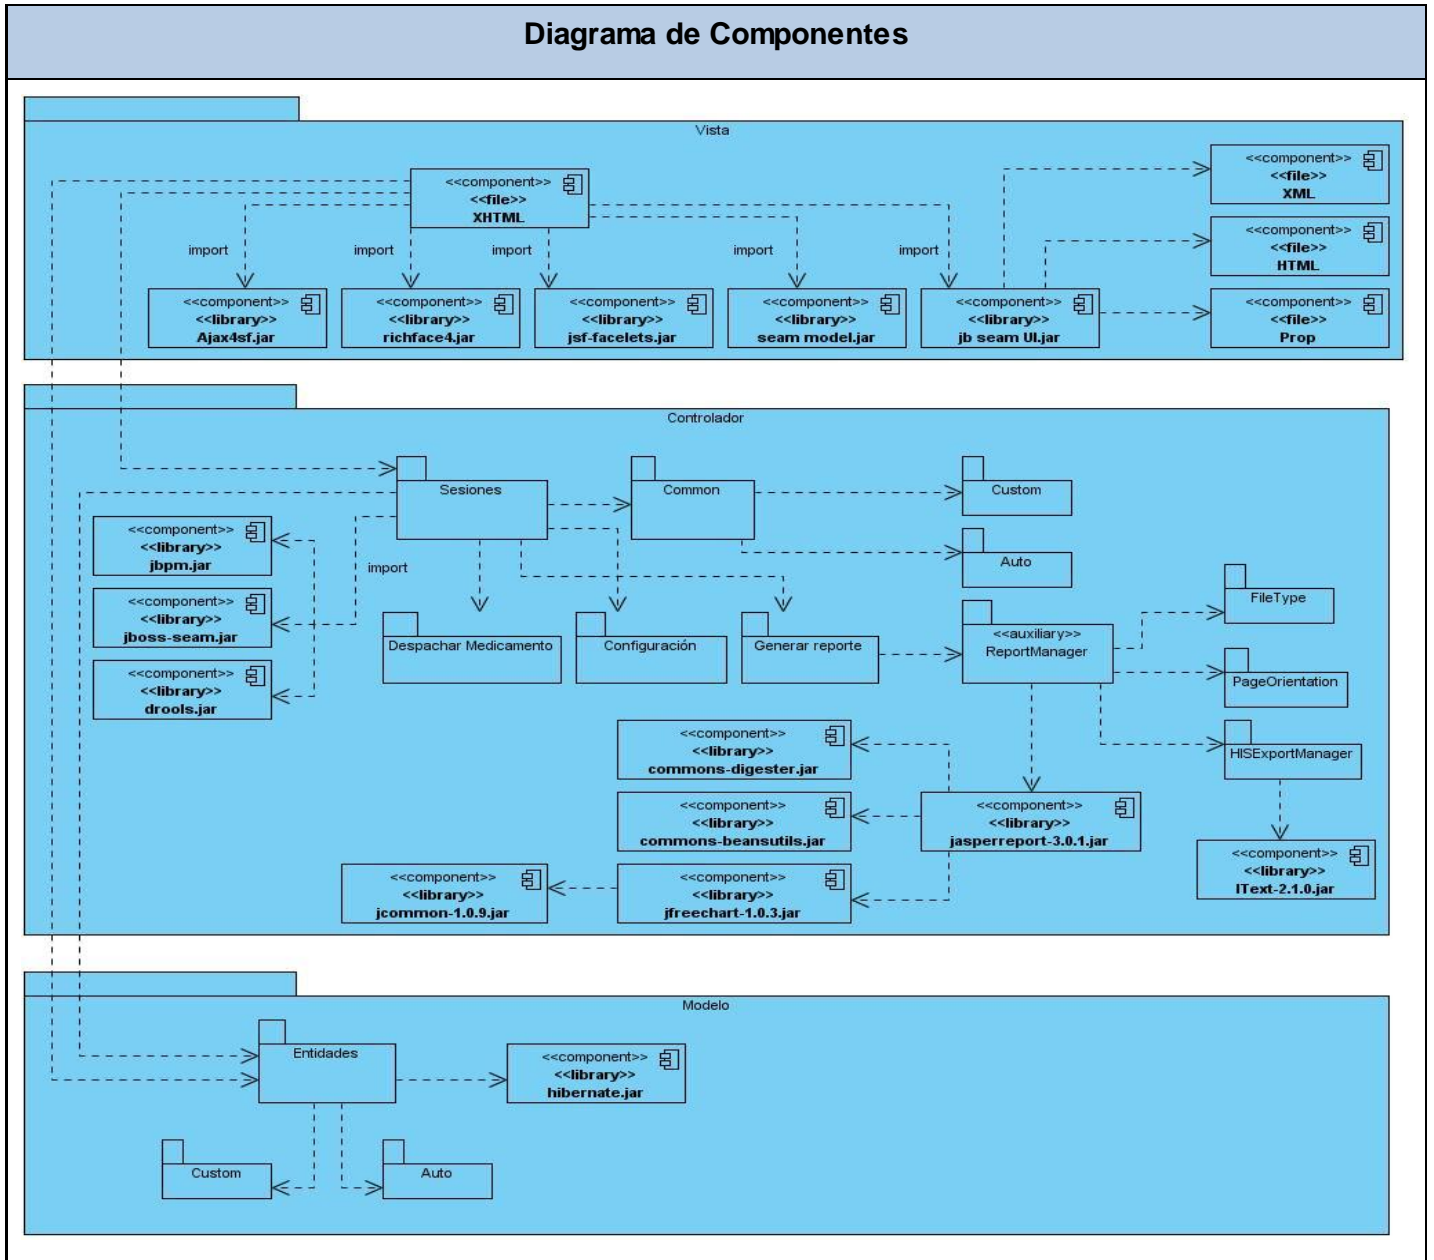 Diagrama de Componentes
Vista
<<component>>
<<file>>
XHTML
<<component>>
<<file>>
XML
<<component>>
<<file>>
HTML
import
import
import
import
import
<<component>>
<<library>>
Ajax4sf.jar
<<component>>
<<library>>
richface4.jar
<<component>>
<<library>>
jsf-facelets.jar
<<component>>
<<library>>
seam model.jar
<<component>>
<<library>>
jb seam UI.jar
<<component>>
<<file>>
Prop
Controlador
Sesiones
Common
Custom
Auto
<<component>>
<<library>>
jbpm.jar
import
<<component>>
<<library>>
jboss-seam.jar
<<component>>
<<library>>
drools.jar
Despachar Medicamento
Configuración
Generar reporte
<<auxiliary>>
ReportManager
FileType
PageOrientation
HISExportManager
<<component>>
<<library>>
commons-digester.jar
<<component>>
<<library>>
commons-beansutils.jar
<<component>>
<<library>>
jasperreport-3.0.1.jar
<<component>>
<<library>>
jcommon-1.0.9.jar
<<component>>
<<library>>
jfreechart-1.0.3.jar
<<component>>
<<library>>
IText-2.1.0.jar
Modelo
Entidades
<<component>>
<<library>>
hibernate.jar
Custom
Auto